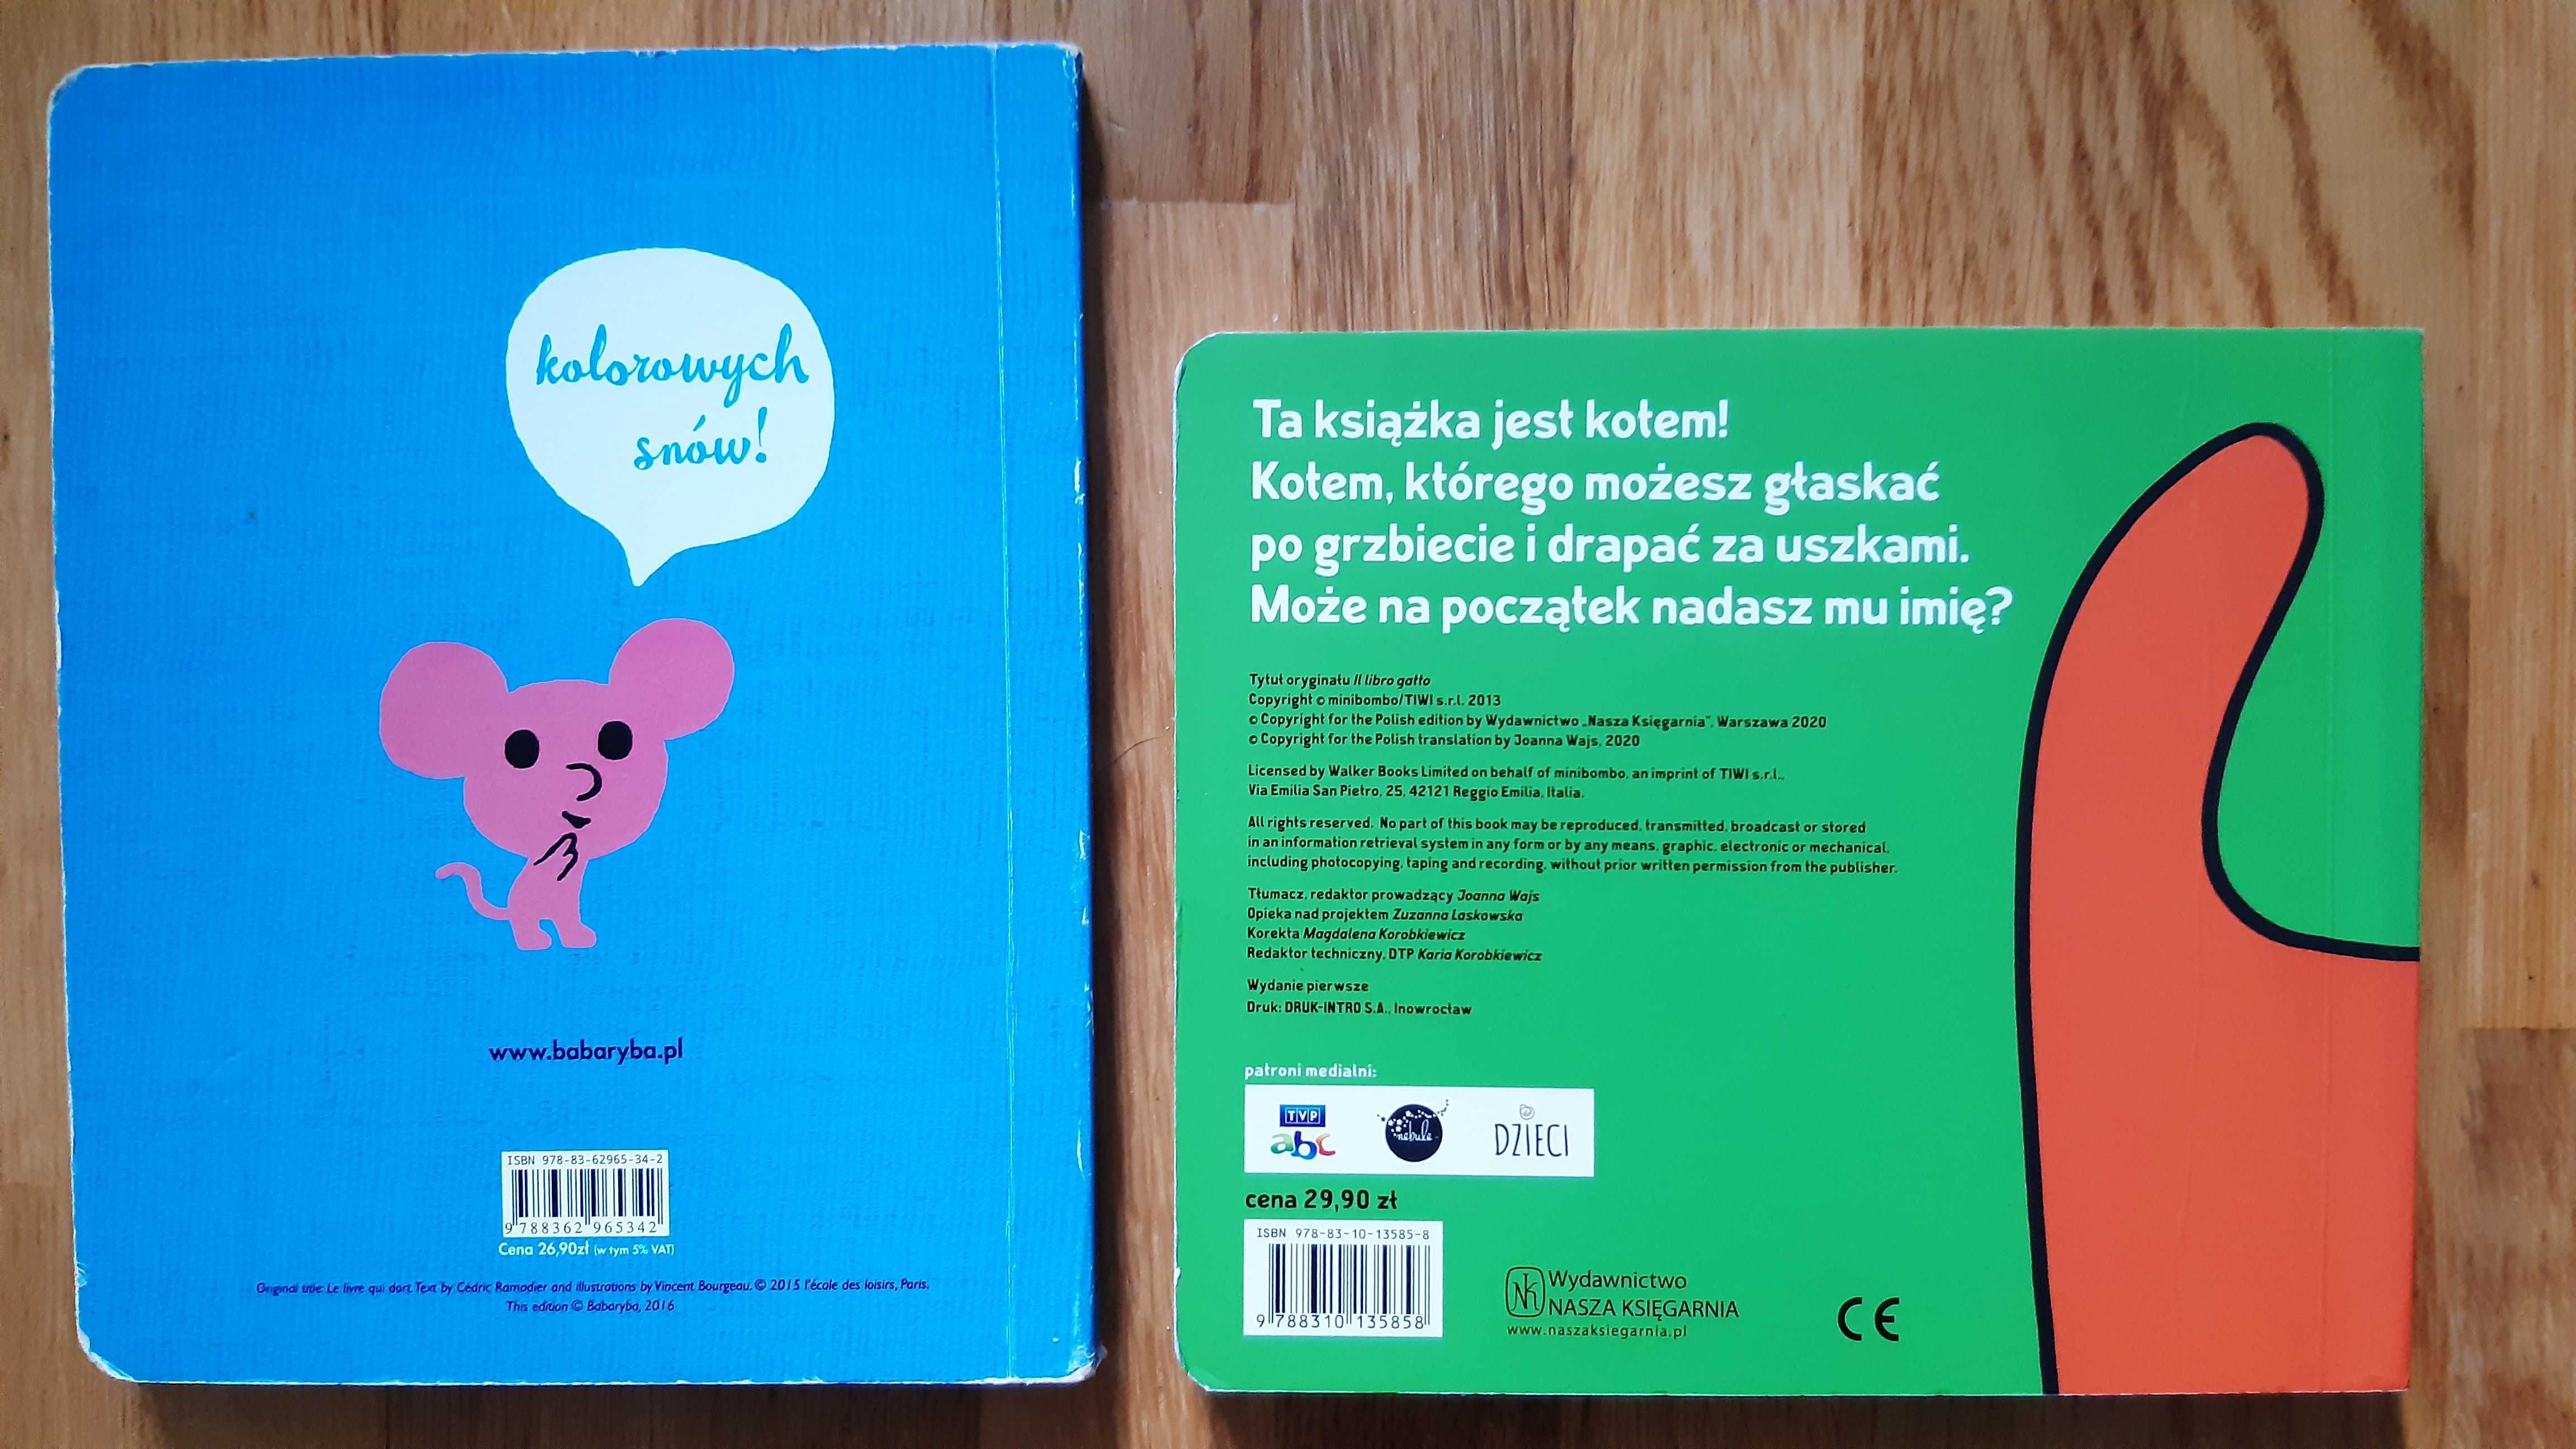 kolorowych
snów!
www.babaryba.pl
ISBN 978-83-62965-34-2
9 788362 965342
Cena 26,90zł (w tym 5% VAT)
Original title: Le livre qui dort. Text by Cédric Ramadier and illustrations by Vincent Bourgeau. © 2015 l'école des loisirs, Paris.
This edition © Babaryba, 2016
Ta książka jest kotem!
Kotem, którego możesz głaskać
po grzbiecie i drapać za uszkami.
Może na początek nadasz mu imię?
Tytuł oryginału Il libro gatto
Copyright © minibombo/TIWI s.r.l. 2013
© Copyright for the Polish edition by Wydawnictwo „Nasza Księgarnia”, Warszawa 2020
© Copyright for the Polish translation by Joanna Wajs, 2020
Licensed by Walker Books Limited on behalf of minibombo, an imprint of TIWI s.r.l.,
Via Emilia San Pietro, 25, 42121 Reggio Emilia, Italia.
All rights reserved. No part of this book may be reproduced, transmitted, broadcast or stored
in an information retrieval system in any form or by any means, graphic, electronic or mechanical,
including photocopying, taping and recording, without prior written permission from the publisher.
Tłumacz, redaktor prowadzący Joanna Wajs
Opieka nad projektem Zuzanna Laskowska
Korekta Magdalena Korobkiewicz
Redaktor techniczny, DTP Karia Korobkiewicz
Wydanie pierwsze
Druk: DRUK-INTRO S.A., Inowrocław
patroni medialni:
TVP
abc
nebule
DZIECI
cena 29,90 zł
ISBN 978-83-10-13585-8
9 788310 135858
NK
Wydawnictwo
NASZA KSIĘGARNIA
www.naszaksiegarnia.pl
CE